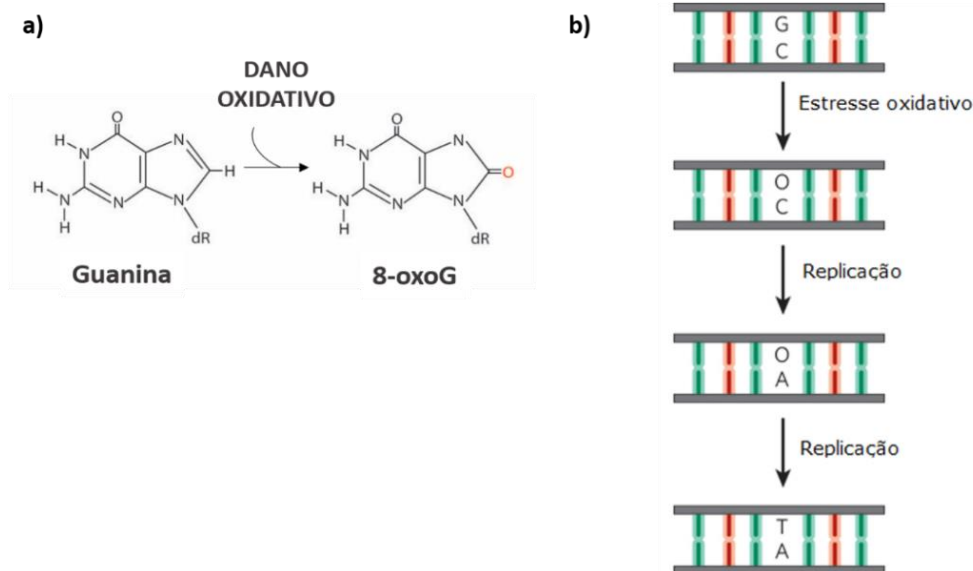 a)
DANO
OXIDATIVO
O
H
N
N
H
H
N
N
N
H
dR
Guanina
O
H
N
N
O
H
N
N
N
H
dR
8-oxoG
b)
G
C
Estresse oxidativo
O
C
Replicação
O
A
Replicação
T
A